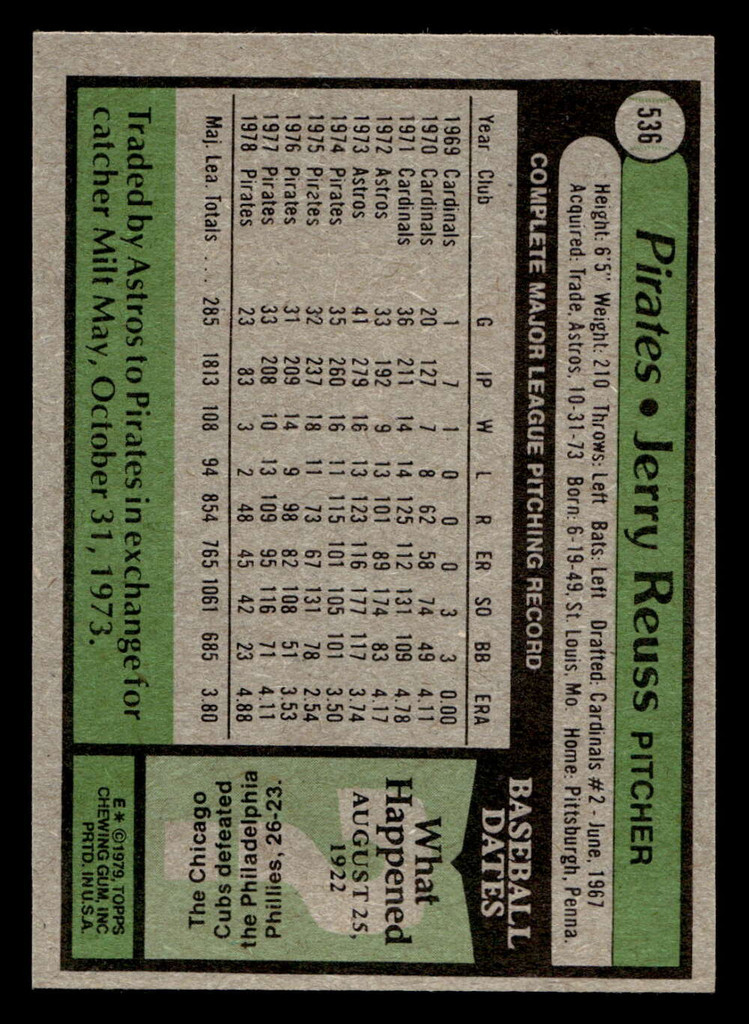 536
Pirates • Jerry Reuss PITCHER
Height: 6'5" Weight: 210 Throws: Left Bats: Left Drafted: Cardinals #2 - June, 1967
Acquired: Trade, Astros, 10-31-73 Born: 6-19-49, St. Louis, Mo. Home: Pittsburgh, Penna.
COMPLETE MAJOR LEAGUE PITCHING RECORD
Year Club G IP W L R ER SO BB ERA
1969 Cardinals 1 7 1 0 0 0 3 3 0.00
1970 Cardinals 20 127 7 8 62 58 74 49 4.11
1971 Cardinals 36 211 14 14 125 112 131 109 4.78
1972 Astros 33 192 9 13 101 89 174 83 4.17
1973 Astros 41 279 16 13 123 116 177 117 3.74
1974 Pirates 35 260 16 11 115 101 105 101 3.50
1975 Pirates 32 237 18 11 73 67 131 78 2.54
1976 Pirates 31 209 14 9 98 82 108 51 3.53
1977 Pirates 33 208 10 13 109 95 116 71 4.11
1978 Pirates 23 83 3 2 48 45 42 23 4.88
Maj. Lea. Totals . . . 285 1813 108 94 854 765 1061 685 3.80
Traded by Astros to Pirates in exchange for
catcher Milt May, October 31, 1973.
BASEBALL
DATES
What
Happened
AUGUST 25,
1922
The Chicago
Cubs defeated
the Philadelphia
Phillies, 26-23.
E* ©1979, TOPPS
CHEWING GUM, INC.
PRTD. IN U.S.A.